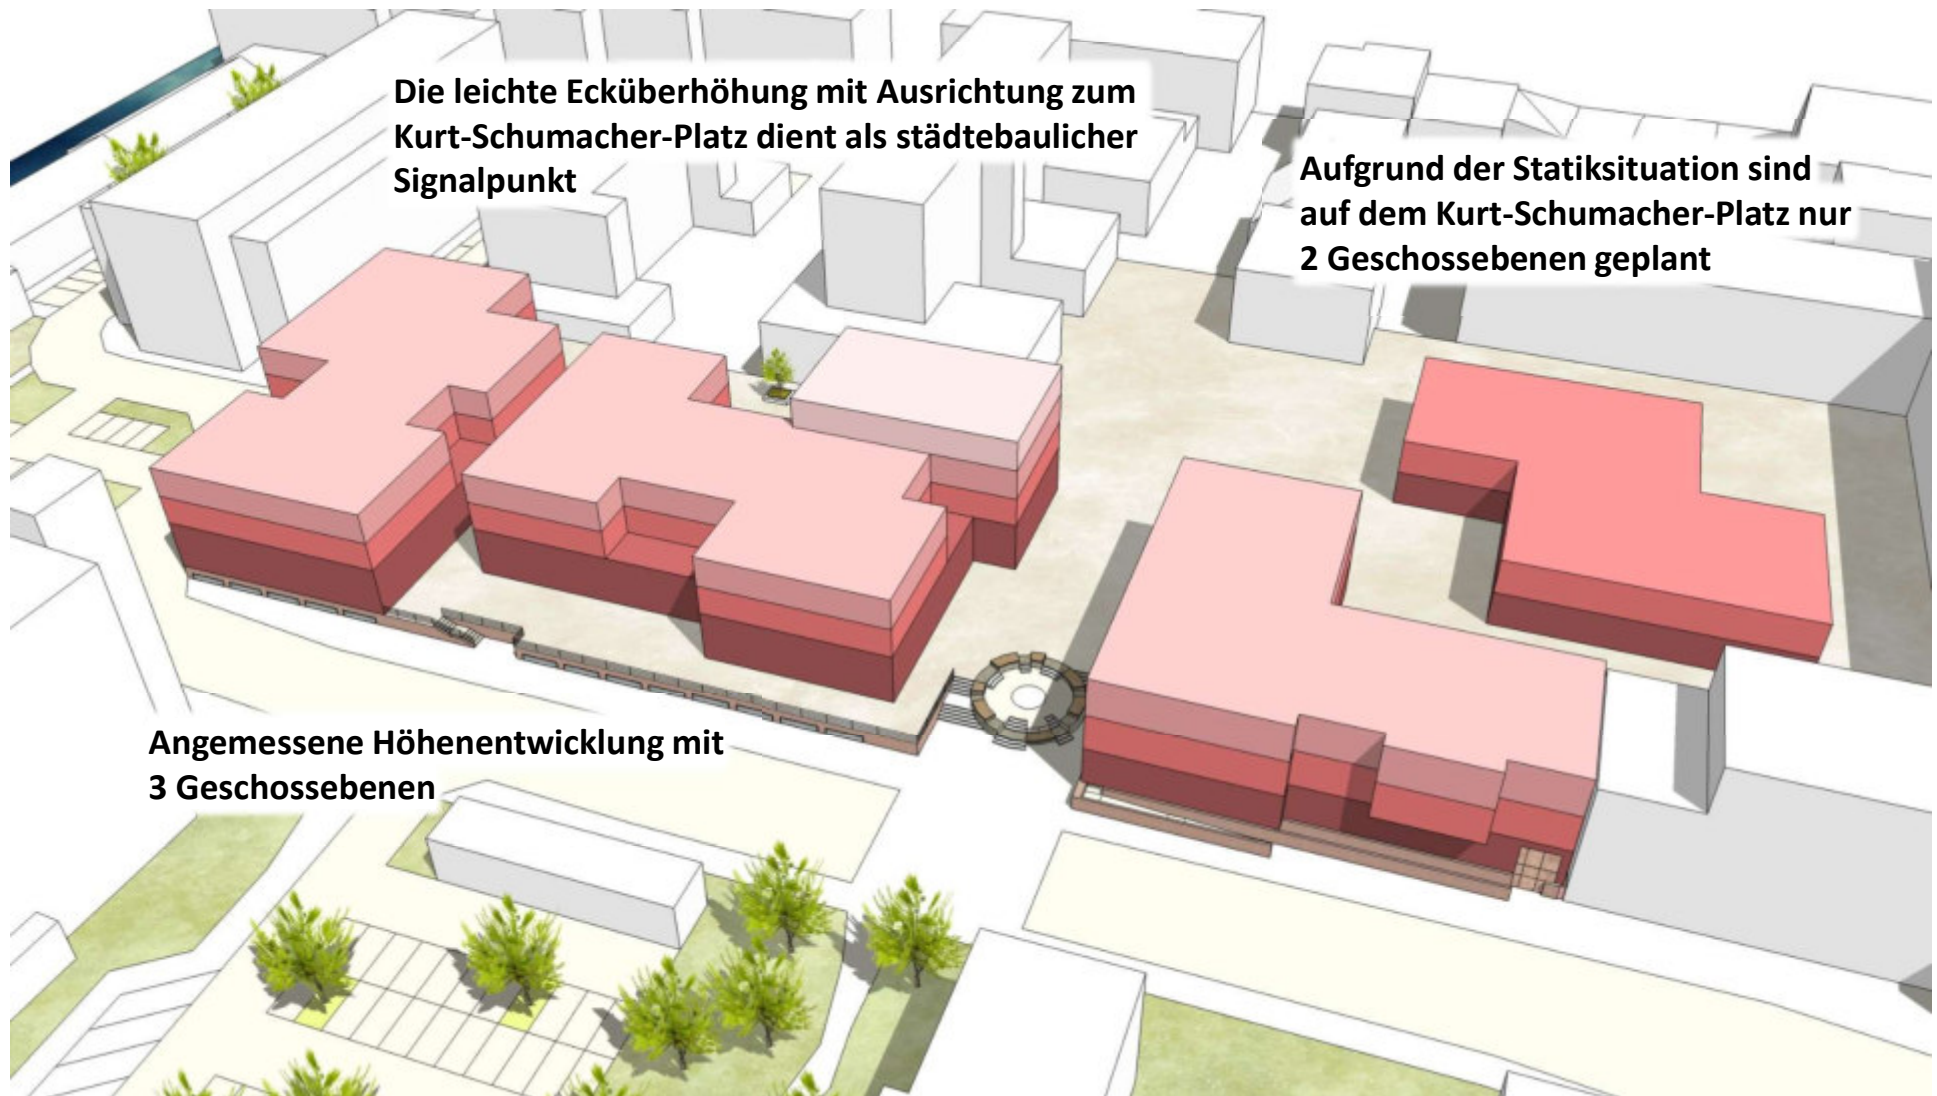 Die leichte Ecküberhöhung mit Ausrichtung zum
Kurt-Schumacher-Platz dient als städtebaulicher
Signalpunkt
Aufgrund der Statiksituation sind
auf dem Kurt-Schumacher-Platz nur
2 Geschossebenen geplant
Angemessene Höhenentwicklung mit
3 Geschossebenen